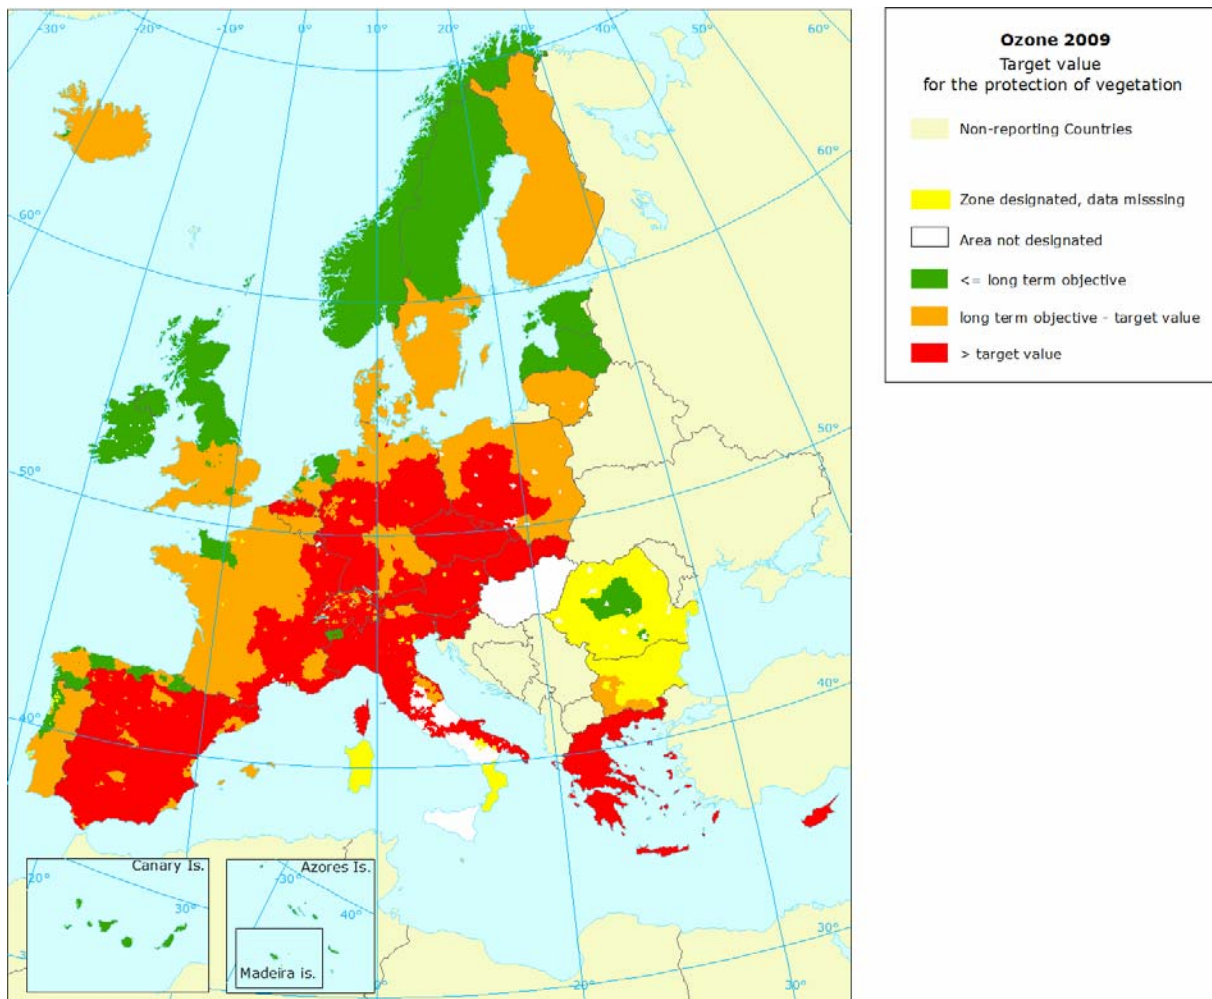 -30°
-20°
-10°
0°
10°
20°
30°
40°
50°
60°
60°
60°
50°
50°
40°
40°
30°
Canary Is.
Azores Is.
20°
-30°
30°
40°
Madeira is.
20°
30°
Ozone 2009
Target value
for the protection of vegetation
Non-reporting Countries
Zone designated, data misssing
Area not designated
<= long term objective
long term objective - target value
> target value